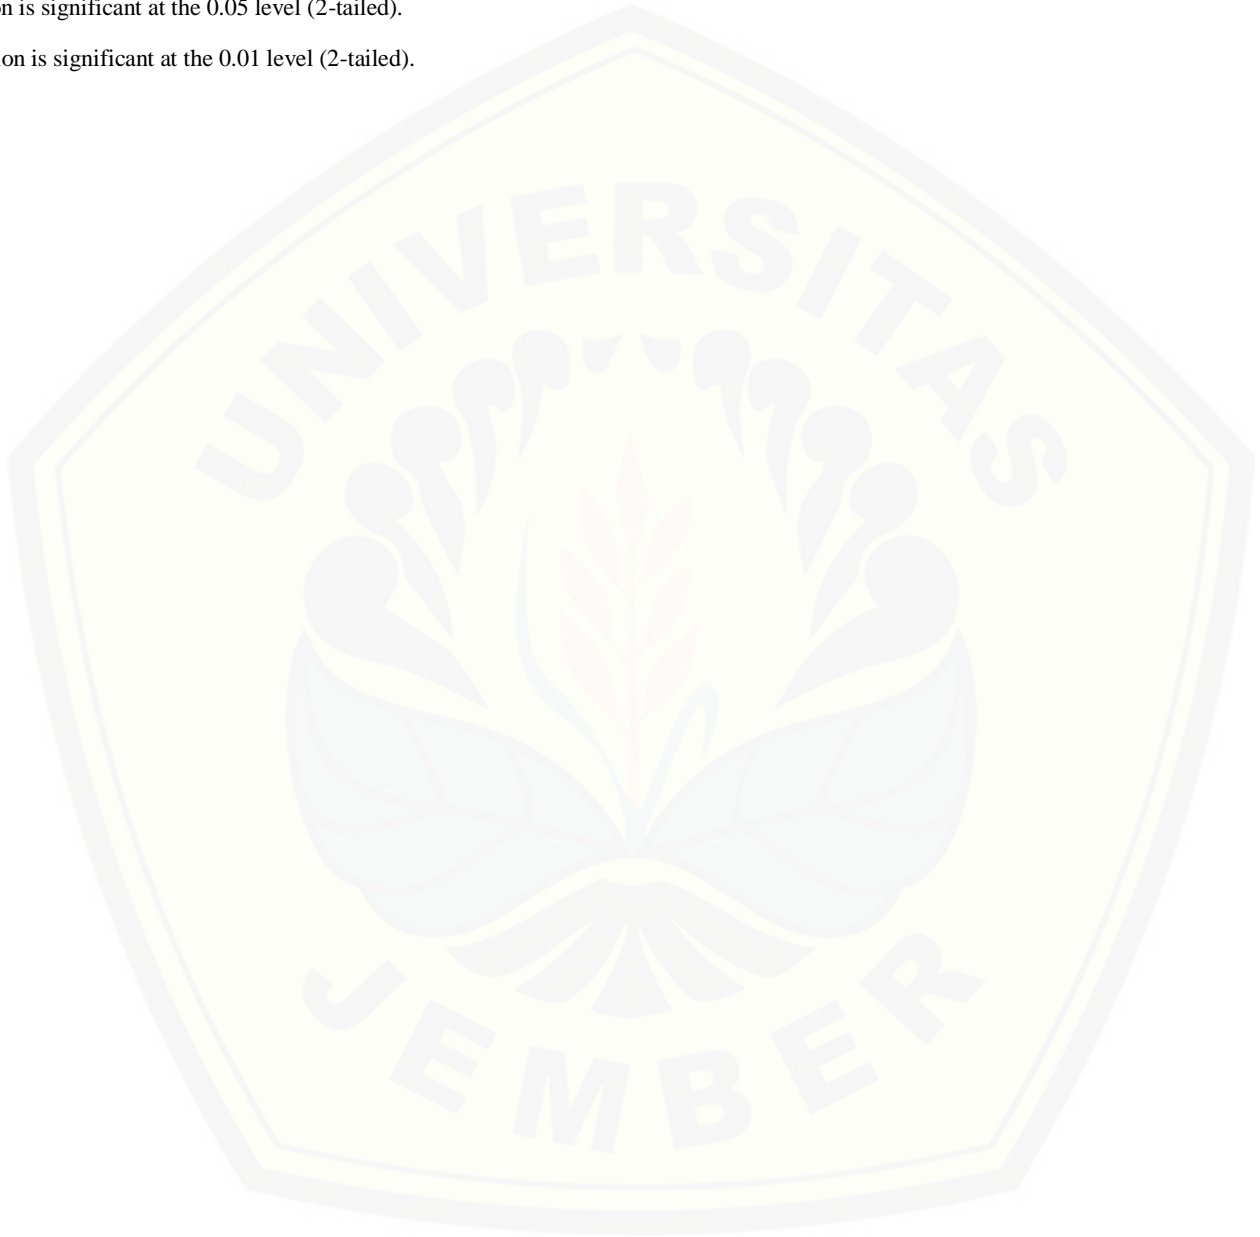 n is significant at the 0.05 level (2-tailed).
ion is significant at the 0.01 level (2-tailed).
UNIVERSITAS
JEMBER